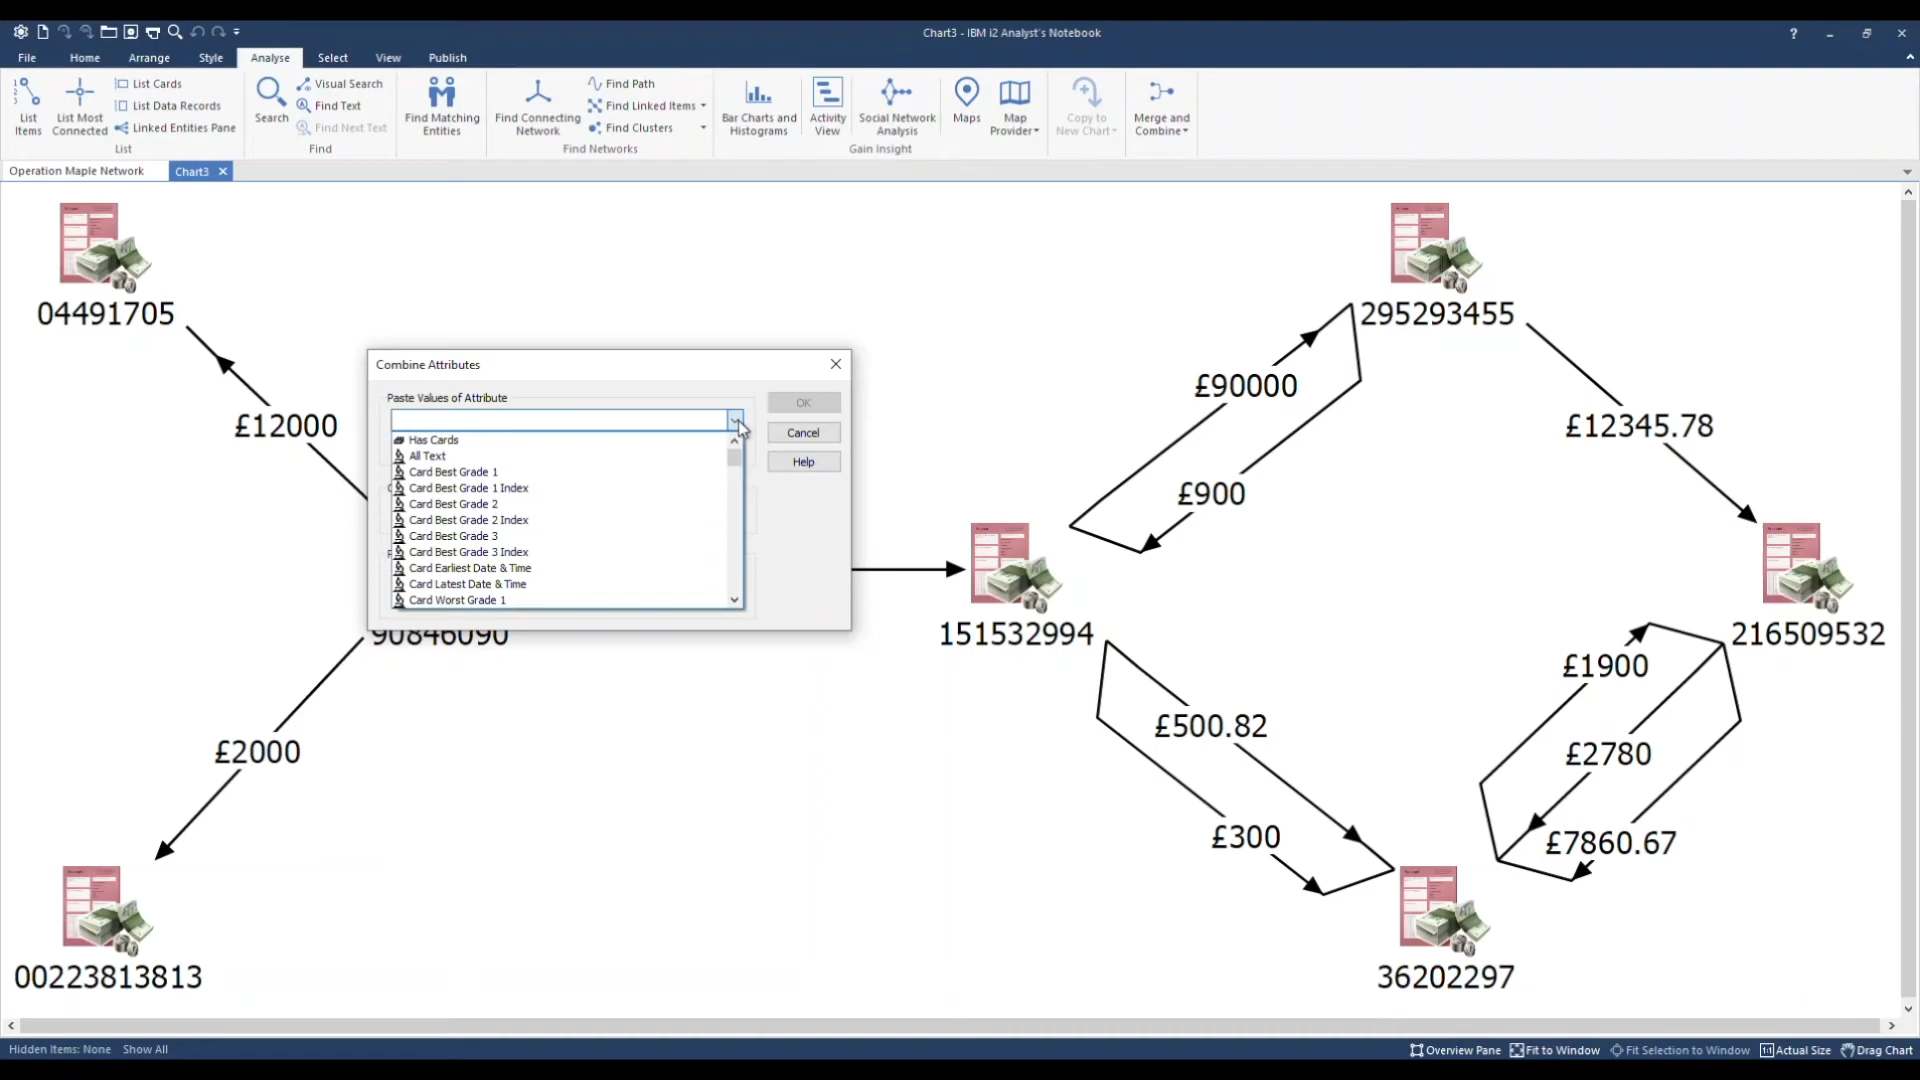 Chart3 - IBM i2 Analyst's Notebook
?
File Home Arrange Style Analyse Select View Publish
List Items
List Most Connected
List Cards
List Data Records
Linked Entities Pane
List
Search
Visual Search
Find Text
Find Next Text
Find
Find Matching Entities
Find Connecting Network
Find Path
Find Linked Items
Find Clusters
Find Networks
Bar Charts and Histograms
Activity View
Social Network Analysis
Maps
Map Provider
Gain Insight
Copy to New Chart
Merge and Combine
Operation Maple Network Chart3
04491705
£12000
90846090
£2000
00223813813
Combine Attributes
Paste Values of Attribute
Has Cards
All Text
Card Best Grade 1
Card Best Grade 1 Index
Card Best Grade 2
Card Best Grade 2 Index
Card Best Grade 3
Card Best Grade 3 Index
Card Earliest Date & Time
Card Latest Date & Time
Card Worst Grade 1
OK
Cancel
Help
295293455
£90000
£900
£12345.78
151532994
216509532
£500.82
£300
£1900
£2780
£7860.67
36202297
Hidden Items: None Show All
Overview Pane Fit to Window Fit Selection to Window 1:1 Actual Size Drag Chart